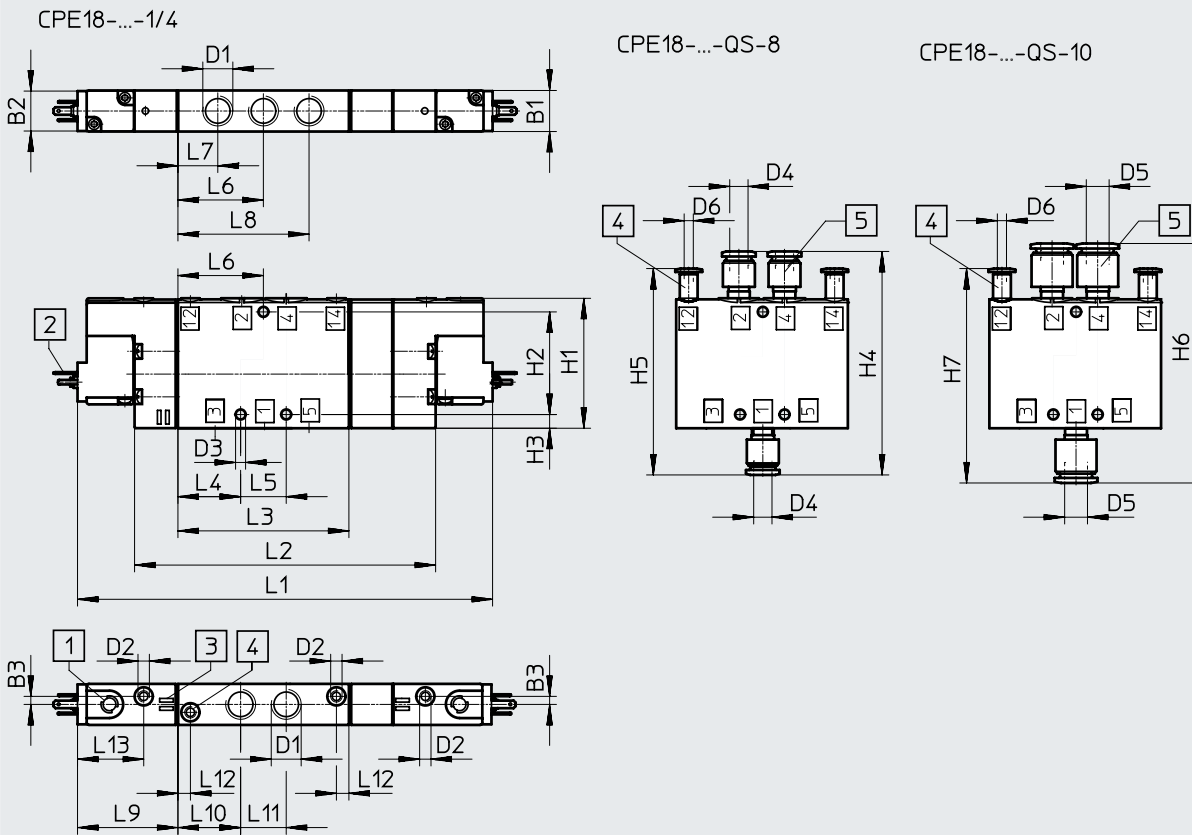 CPE18-...-1/4
CPE18-...-QS-8
CPE18-...-QS-10
D1
B2
B1
L7
L6
L8
D4
D5
4
D6
5
4
D6
5
L6
12
2
4
14
2
H2
H1
3
1
5
D3
H3
L4
L5
L3
L2
L1
12
2
4
14
H5
H4
3
1
5
D4
12
2
4
14
H7
H6
3
1
5
D5
1
D2
3
4
D2
B3
B3
L13
D1
D2
L12
L12
L9
L10
L11